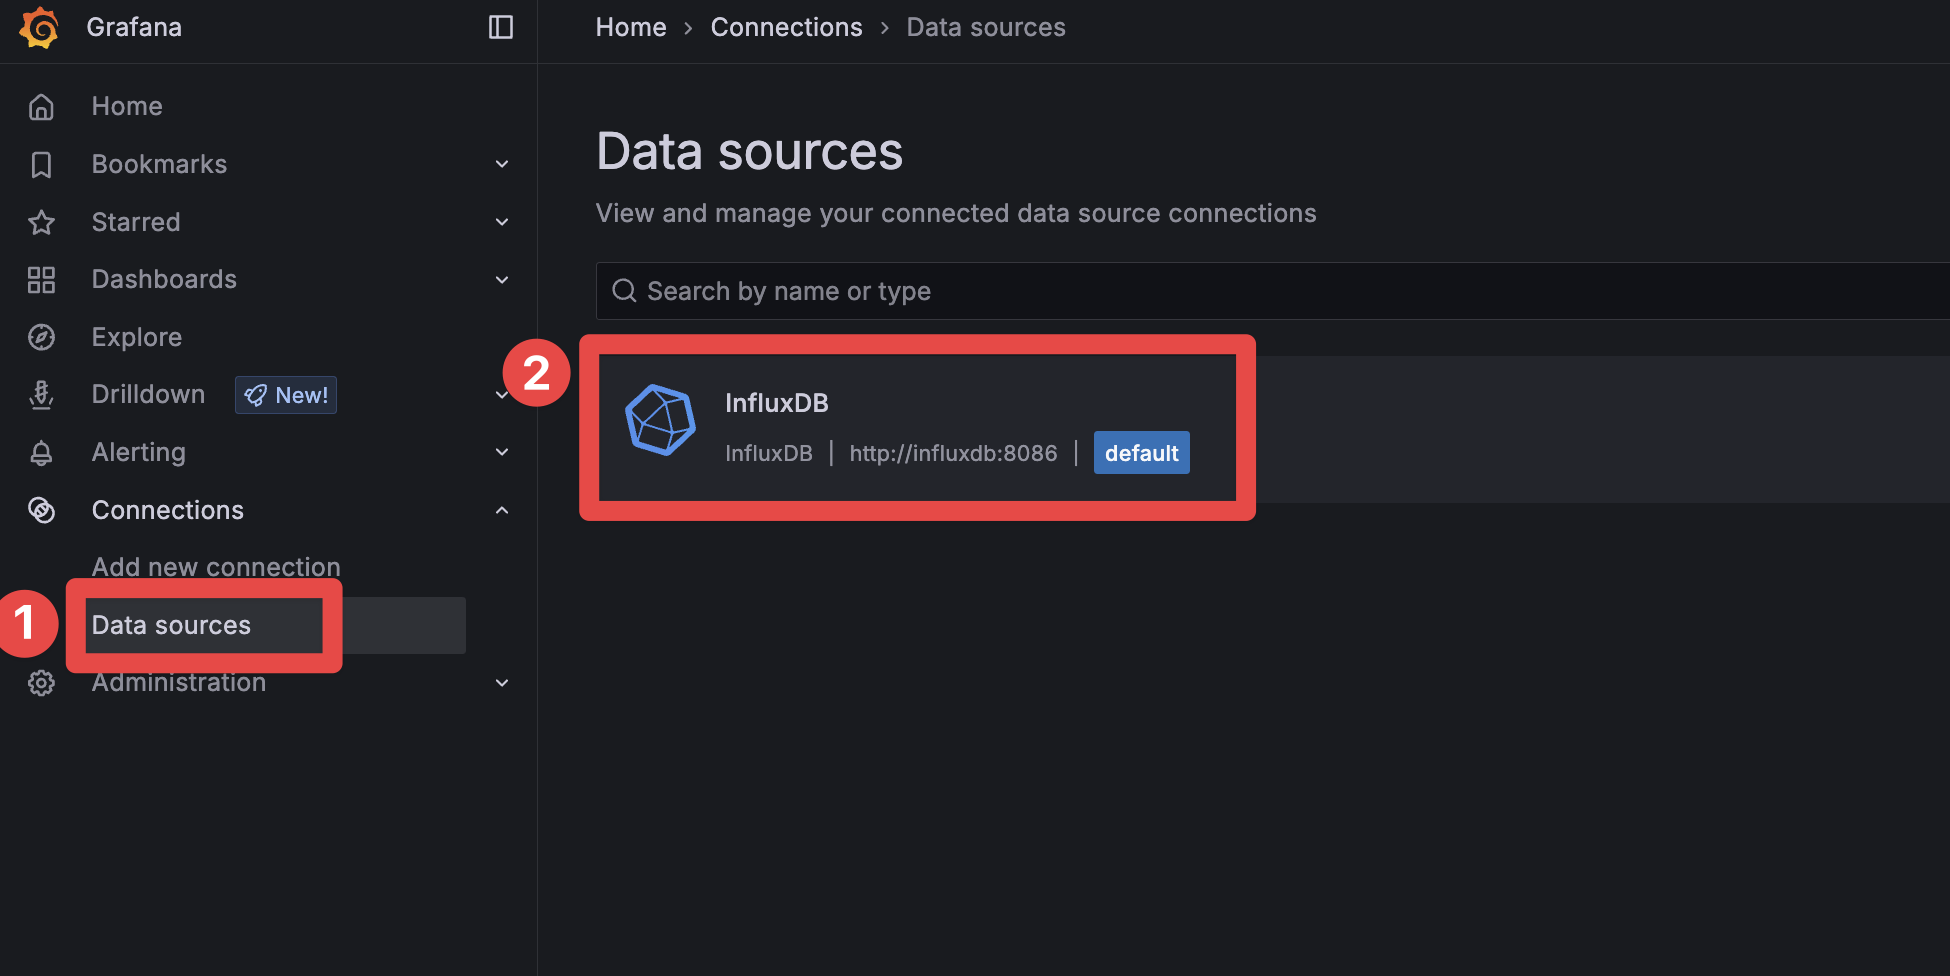 Grafana
Home
Bookmarks
Starred
Dashboards
Explore
Drilldown New!
Alerting
Connections
Add new connection
1 Data sources
Administration
Home › Connections › Data sources
Data sources
View and manage your connected data source connections
Search by name or type
2
InfluxDB
InfluxDB | http://influxdb:8086 | default